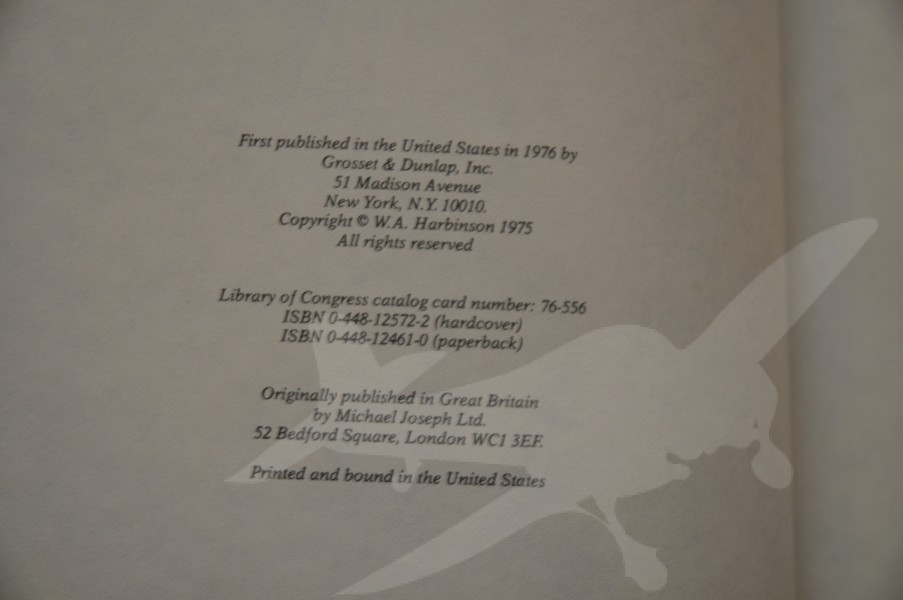 First published in the United States in 1976 by
Grosset & Dunlap, Inc.
51 Madison Avenue
New York, N.Y. 10010.
Copyright © W.A. Harbinson 1975
All rights reserved
Library of Congress catalog card number: 76-556
ISBN 0-448-12572-2 (hardcover)
ISBN 0-448-12461-0 (paperback)
Originally published in Great Britain
by Michael Joseph Ltd.
52 Bedford Square, London WC1 3EF.
Printed and bound in the United States